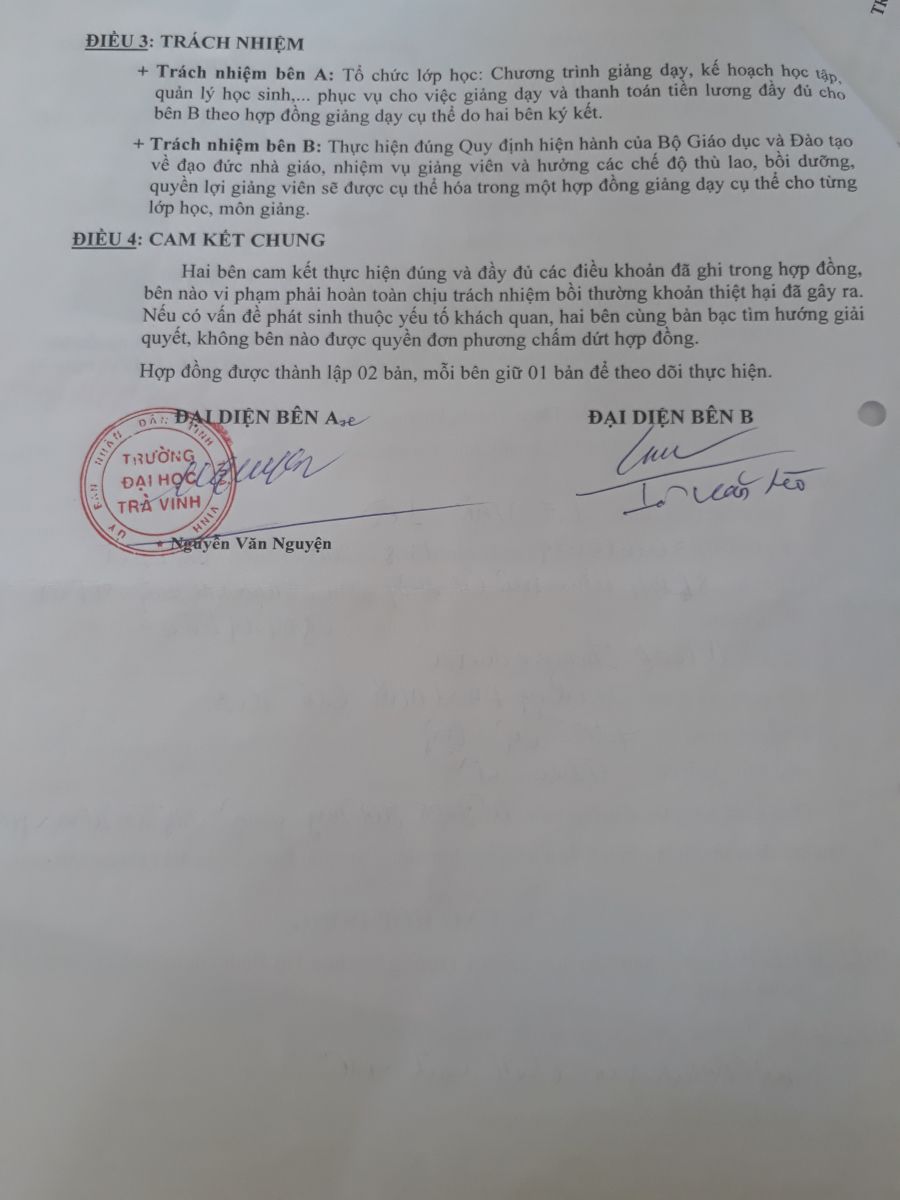 ĐIỀU 3: TRÁCH NHIỆM
+ Trách nhiệm bên A: Tổ chức lớp học: Chương trình giảng dạy, kế hoạch học tập,
quản lý học sinh,... phục vụ cho việc giảng dạy và thanh toán tiền lương đầy đủ cho
bên B theo hợp đồng giảng dạy cụ thể do hai bên ký kết.
+ Trách nhiệm bên B: Thực hiện đúng Quy định hiện hành của Bộ Giáo dục và Đào tạo
về đạo đức nhà giáo, nhiệm vụ giảng viên và hưởng các chế độ thù lao, bồi dưỡng,
quyền lợi giảng viên sẽ được cụ thể hóa trong một hợp đồng giảng dạy cụ thể cho từng
lớp học, môn giảng.
ĐIỀU 4: CAM KẾT CHUNG
Hai bên cam kết thực hiện đúng và đầy đủ các điều khoản đã ghi trong hợp đồng,
bên nào vi phạm phải hoàn toàn chịu trách nhiệm bồi thường khoản thiệt hại đã gây ra.
Nếu có vấn đề phát sinh thuộc yếu tố khách quan, hai bên cùng bàn bạc tìm hướng giải
quyết, không bên nào được quyền đơn phương chấm dứt hợp đồng.
Hợp đồng được thành lập 02 bản, mỗi bên giữ 01 bản để theo dõi thực hiện.
ĐẠI DIỆN BÊN A
ĐẠI DIỆN BÊN B
ỦY BAN NHÂN DÂN TỈNH
VINH
TRƯỜNG
ĐẠI HỌC
TRÀ VINH
Nguyễn Văn Nguyện